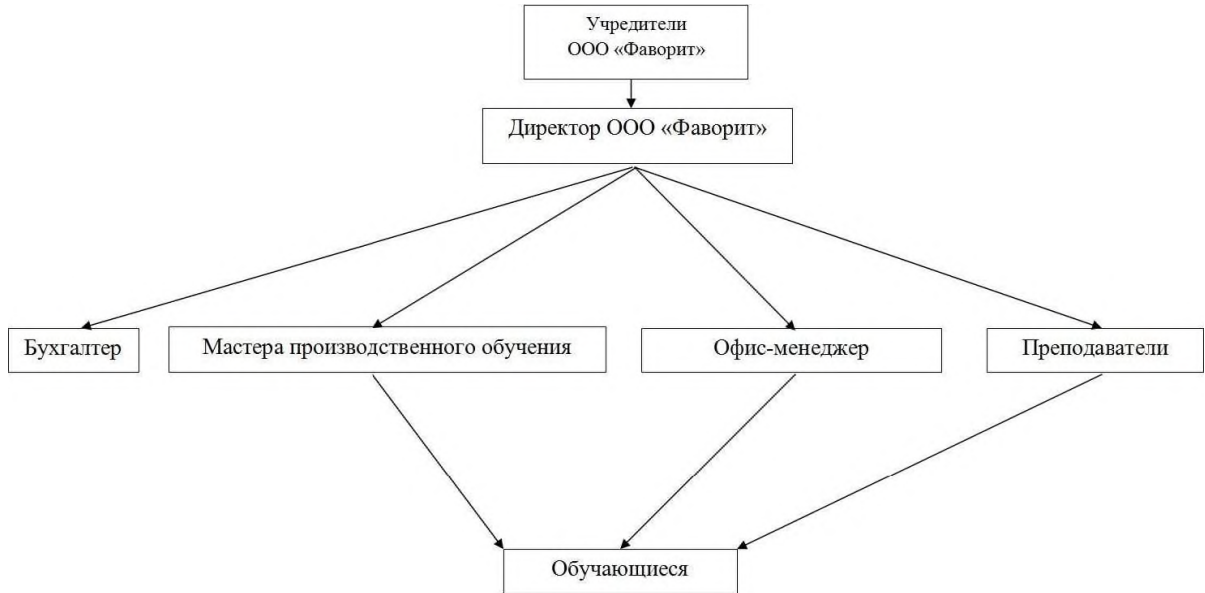 Учредители
ООО «Фаворит»
Директор ООО «Фаворит»
Бухгалтер
Мастера производственного обучения
Офис-менеджер
Преподаватели
Обучающиеся